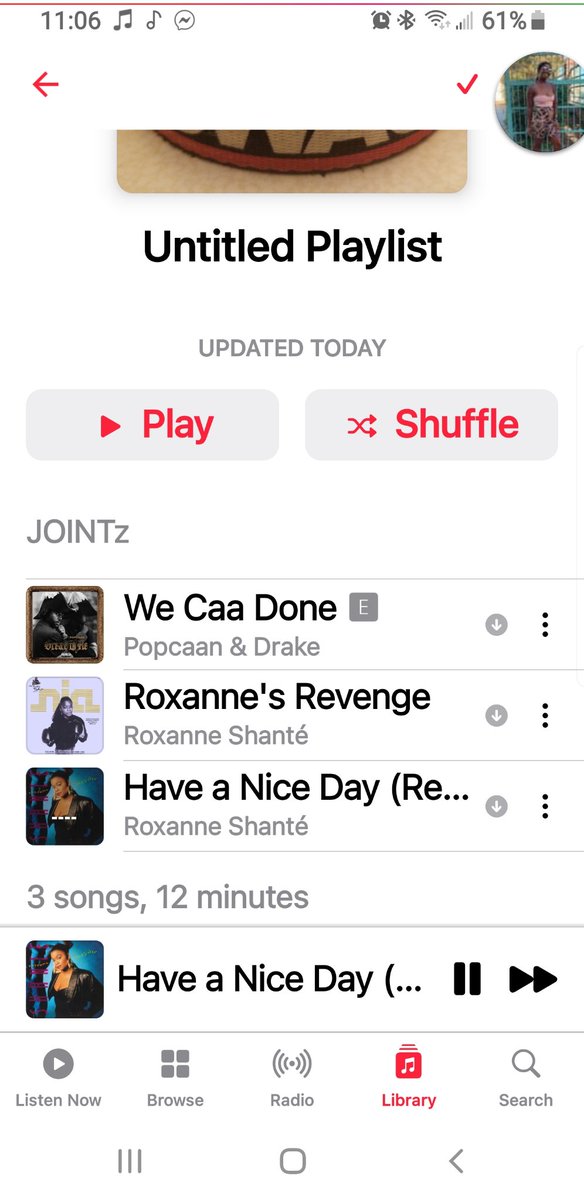 11:06
61%
Untitled Playlist
UPDATED TODAY
Play
Shuffle
JOINTz
We Caa Done E
Popcaan & Drake
Roxanne's Revenge
Roxanne Shanté
Have a Nice Day (Re...
Roxanne Shanté
3 songs, 12 minutes
Have a Nice Day (...
Listen Now
Browse
Radio
Library
Search